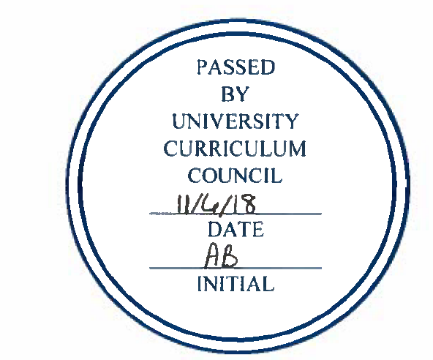 PASSED
BY
UNIVERSITY
CURRICULUM
COUNCIL
11/6/18
DATE
AB
INITIAL